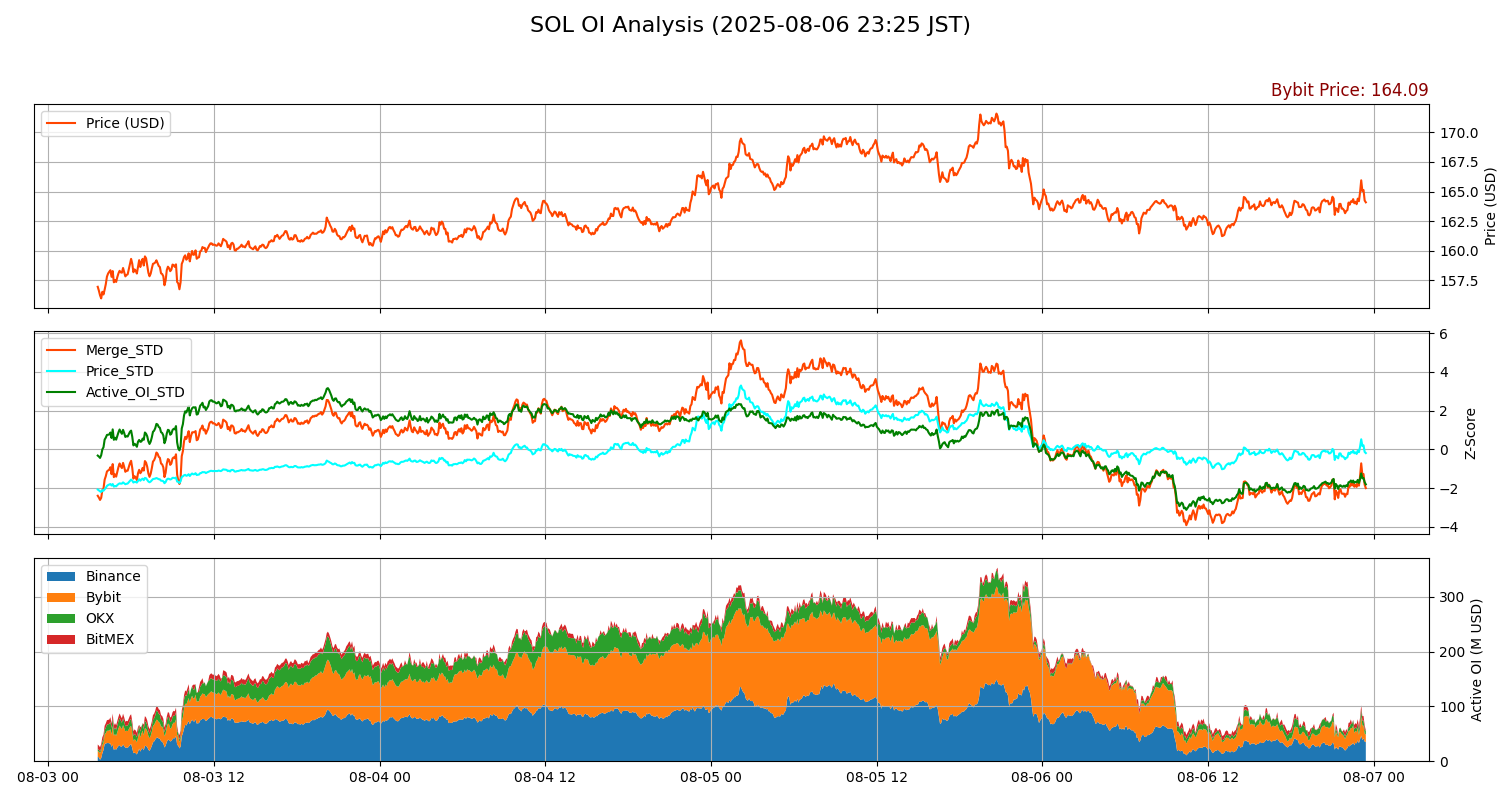 SOL OI Analysis (2025-08-06 23:25 JST)
Bybit Price: 164.09
Price (USD)
170.0
167.5
165.0
162.5
160.0
157.5
Price (USD)
Merge_STD
Price_STD
Active_OI_STD
6
4
2
0
−2
−4
Z-Score
Binance
Bybit
OKX
BitMEX
300
200
100
0
Active OI (M USD)
08-03 00
08-03 12
08-04 00
08-04 12
08-05 00
08-05 12
08-06 00
08-06 12
08-07 00